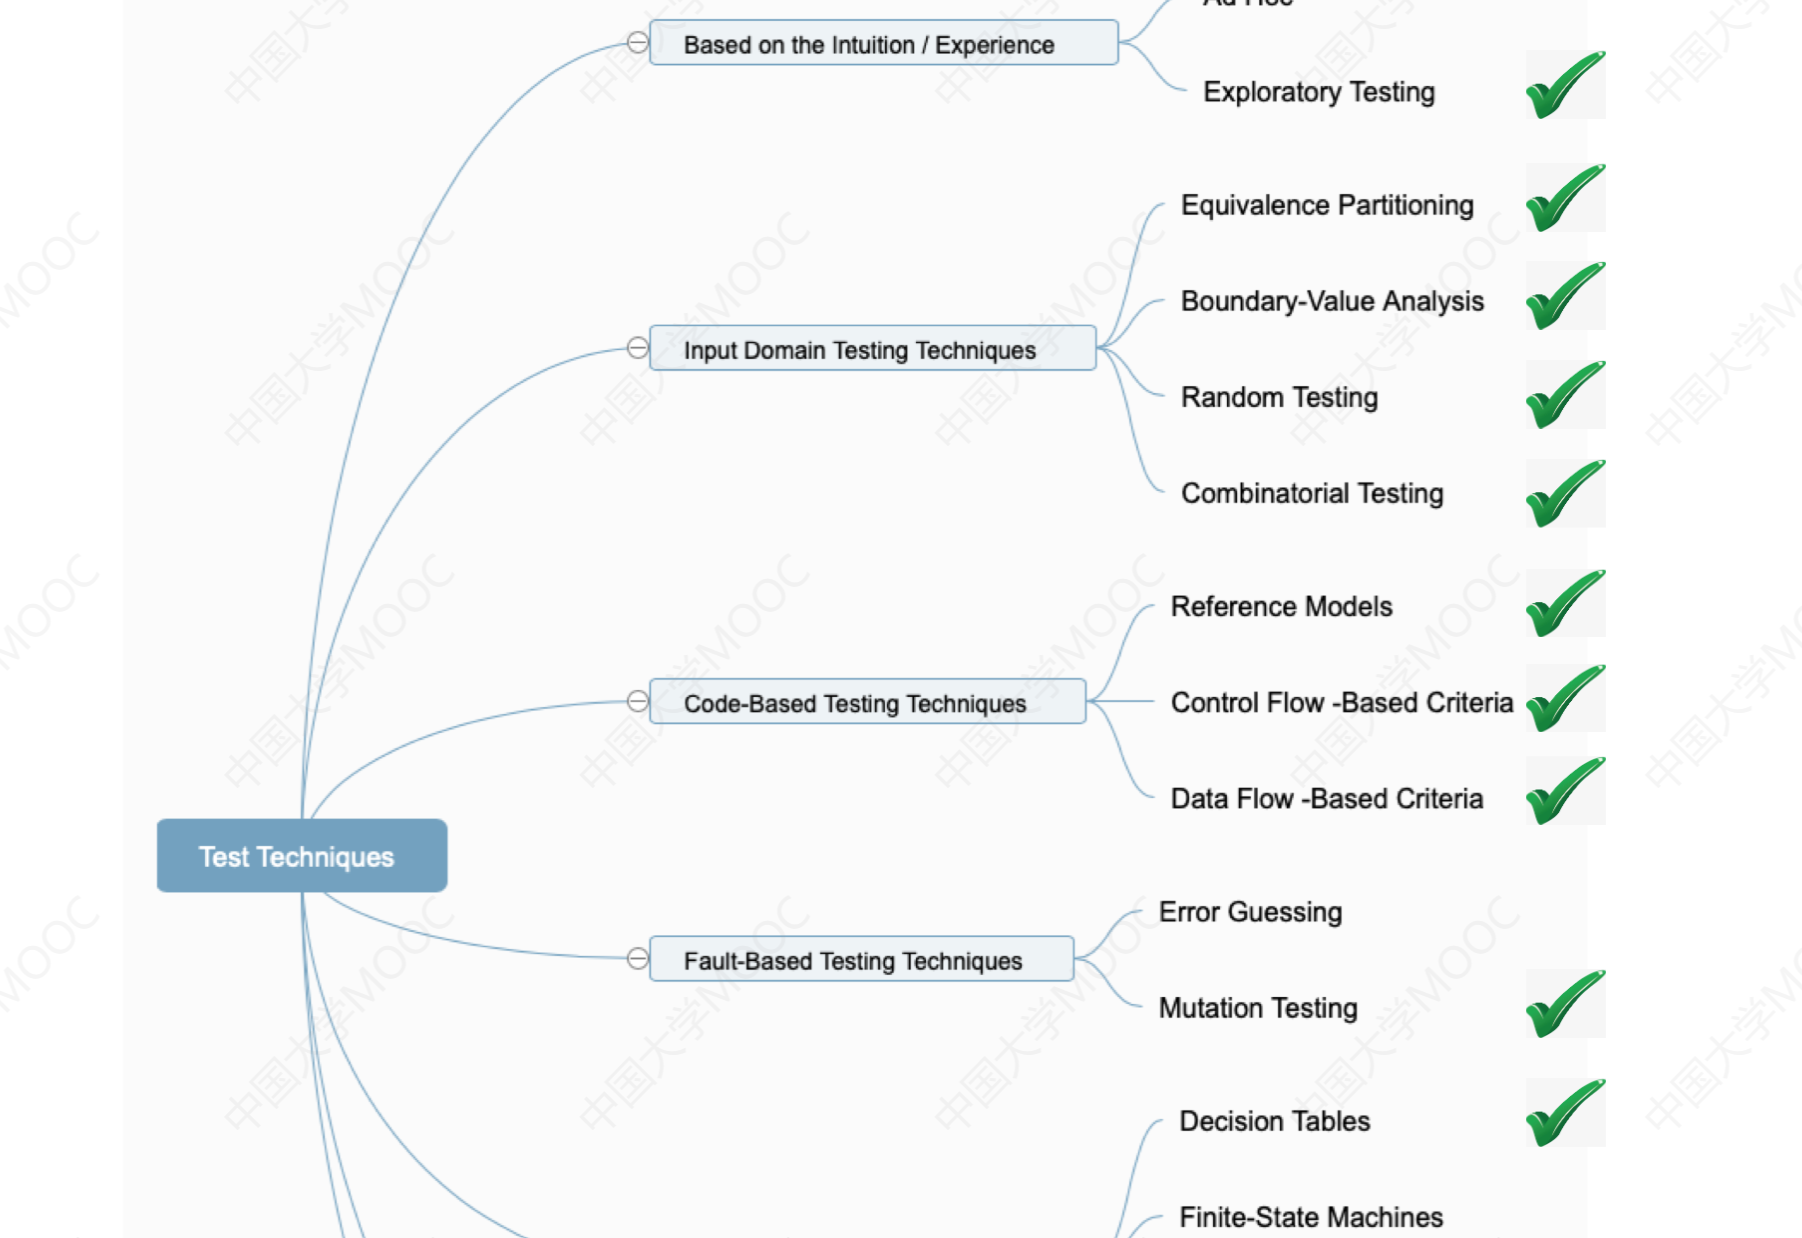 Ad Hoc
Based on the Intuition / Experience
Exploratory Testing
Equivalence Partitioning
Boundary-Value Analysis
Input Domain Testing Techniques
Random Testing
Combinatorial Testing
Reference Models
Code-Based Testing Techniques
Control Flow -Based Criteria
Data Flow -Based Criteria
Test Techniques
Error Guessing
Fault-Based Testing Techniques
Mutation Testing
Decision Tables
Finite-State Machines
中国大学MOOC